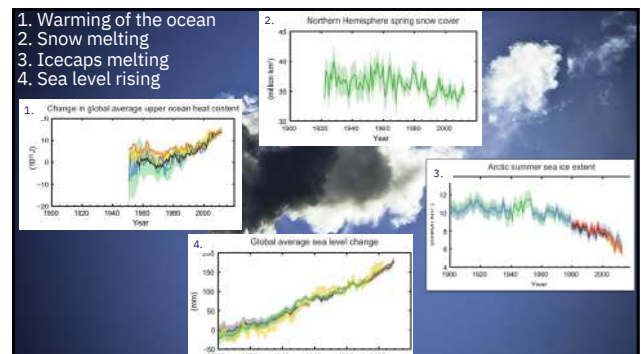 1. Warming of the ocean
2. Snow melting
3. Icecaps melting
4. Sea level rising
2.
Northern Hemisphere spring snow cover
45
40
35
30
(million km²)
1900 1920 1940 1960 1980 2000
Year
1.
Change in global average upper ocean heat content
10
0
−10
−20
1900 1920 1940 1960 1980 2000
Year
3.
Arctic summer sea ice extent
10
8
6
4
1900 1920 1940 1960 1980 2000
Year
4.
Global average sea level change
200
150
100
50
0
−50
(mm)